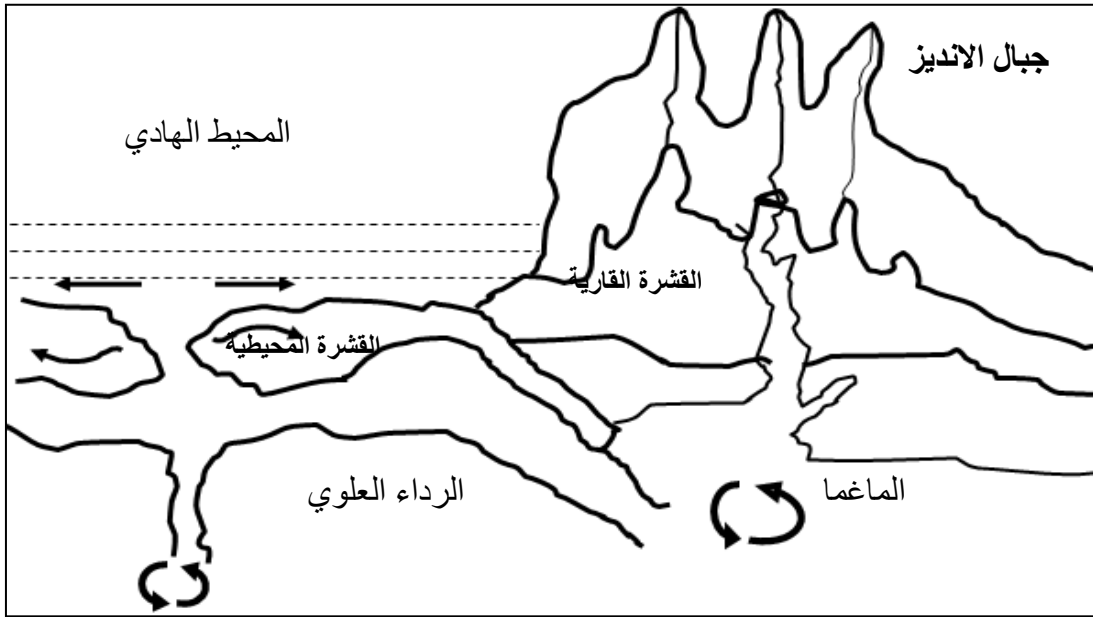 جبال الانديز
المحيط الهادي
القشرة القارية
القشرة المحيطية
الرداء العلوي
الماغما